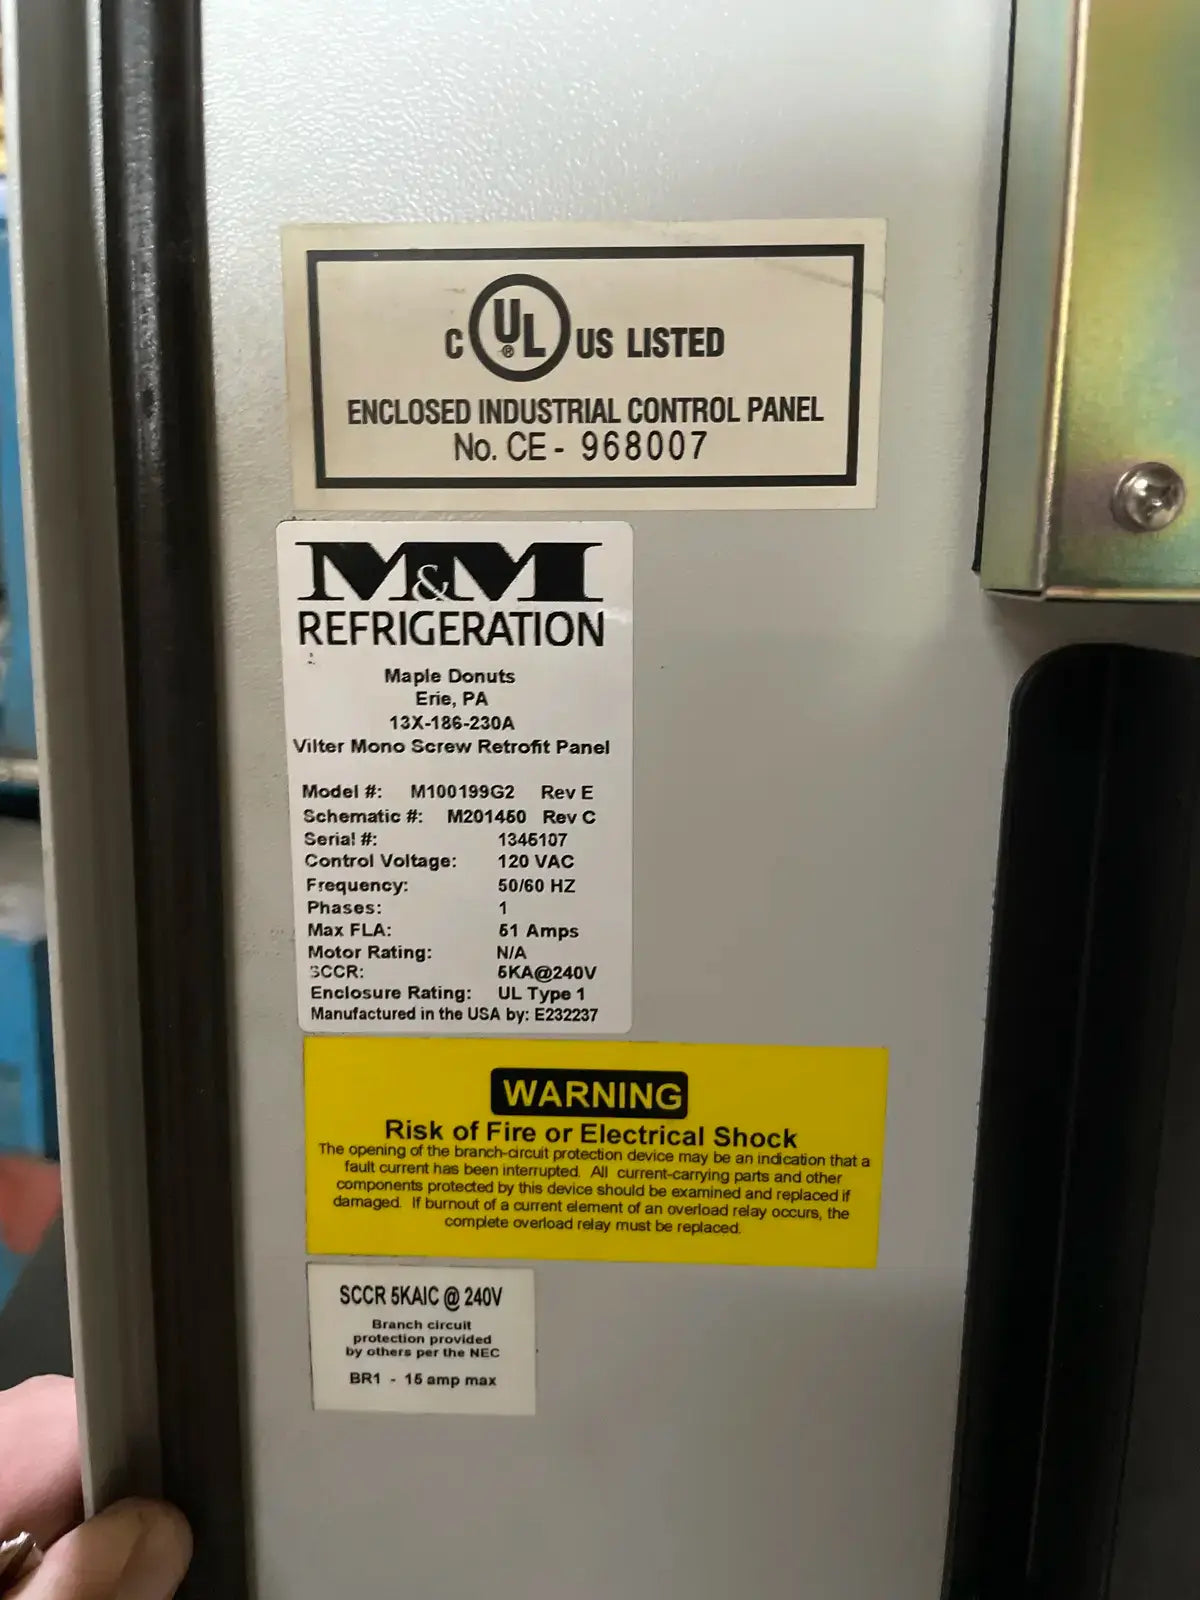 C UL® US LISTED
ENCLOSED INDUSTRIAL CONTROL PANEL
No. CE - 968007
M&M
REFRIGERATION
Maple Donuts
Erie, PA
13X-186-230A
Vilter Mono Screw Retrofit Panel
Model #: M100199G2 Rev E
Schematic #: M201450 Rev C
Serial #: 1345107
Control Voltage: 120 VAC
Frequency: 50/60 HZ
Phases: 1
Max FLA: 51 Amps
Motor Rating: N/A
SCCR: 5KA@240V
Enclosure Rating: UL Type 1
Manufactured in the USA by: E232237
WARNING
Risk of Fire or Electrical Shock
The opening of the branch-circuit protection device may be an indication that a
fault current has been interrupted. All current-carrying parts and other
components protected by this device should be examined and replaced if
damaged. If burnout of a current element of an overload relay occurs, the
complete overload relay must be replaced.
SCCR 5KAIC @ 240V
Branch circuit
protection provided
by others per the NEC
BR1 - 15 amp max